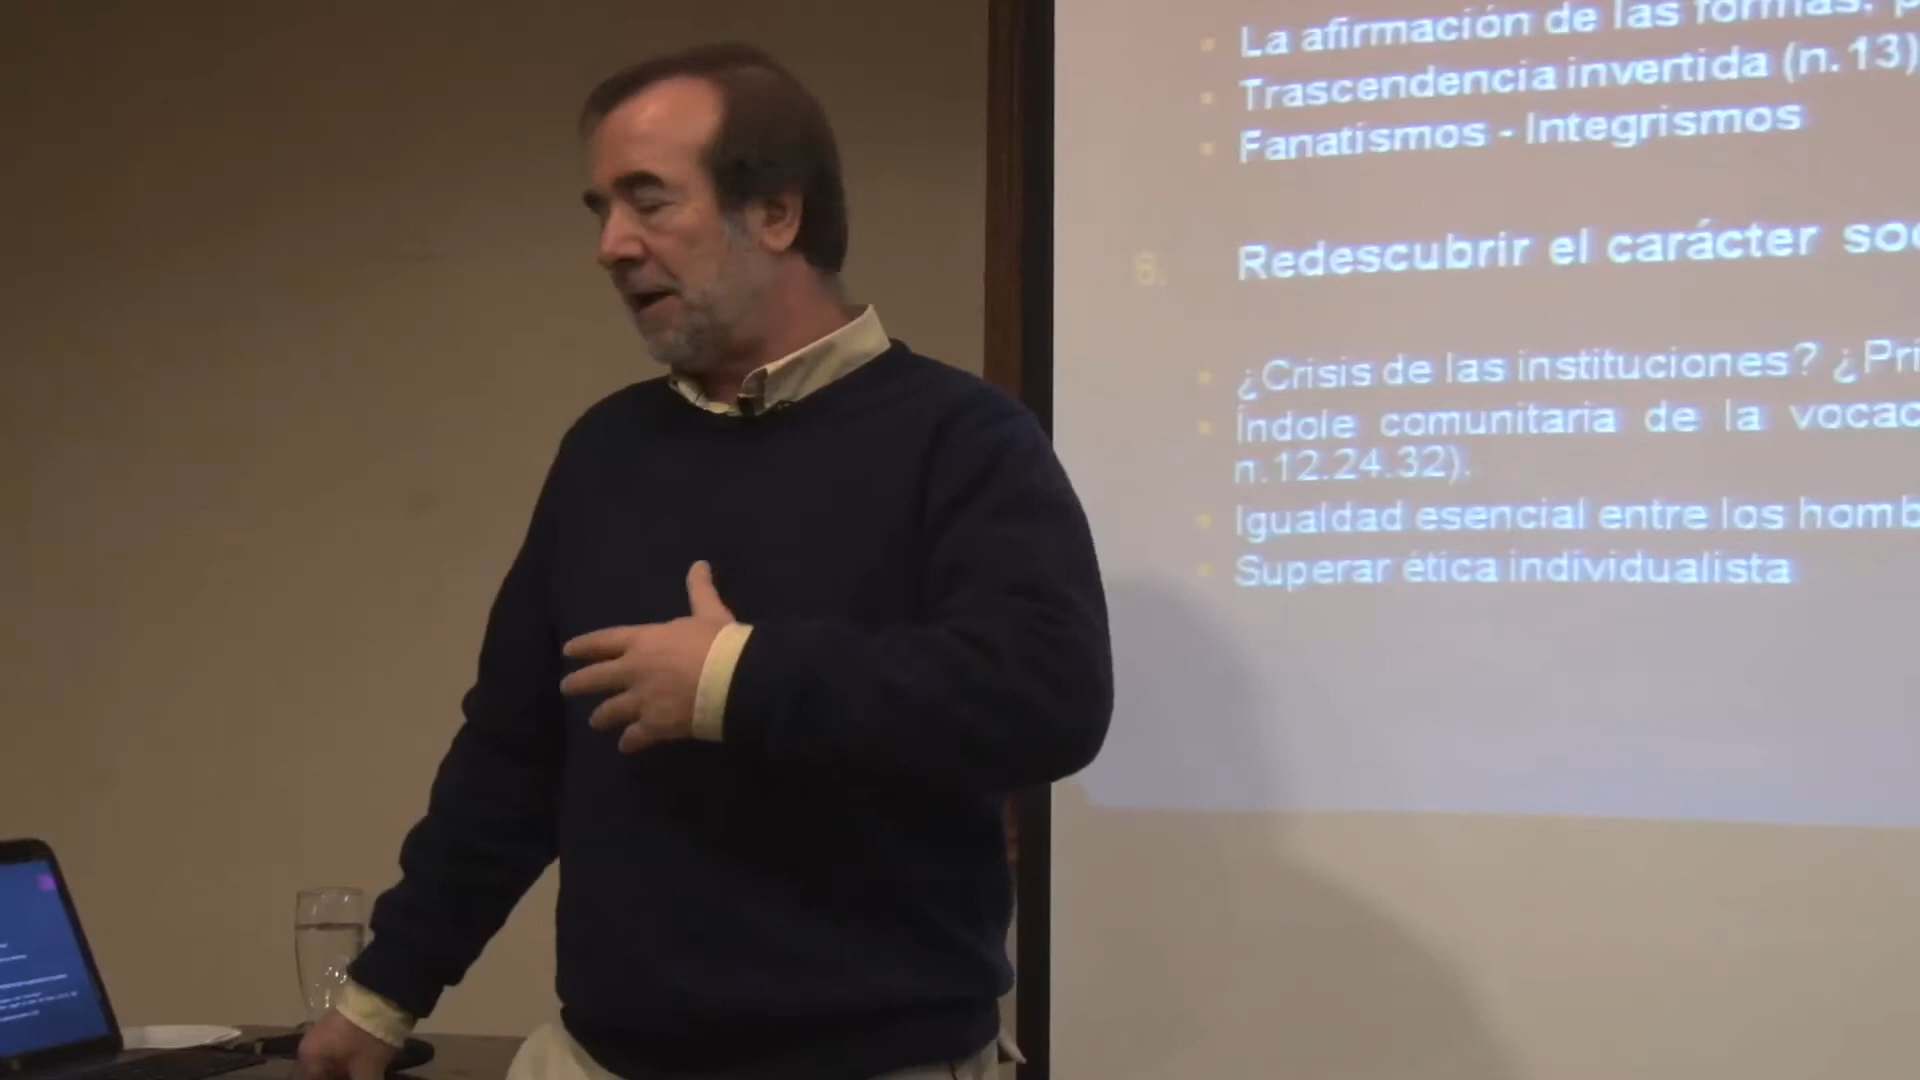 La afirmación de las formas.
Trascendencia invertida (n.13)
Fanatismos - Integrismos
6. Redescubrir el carácter
¿Crisis de las instituciones?
Índole comunitaria de la
n.12.24.32).
Igualdad esencial entre los
Superar ética individualista